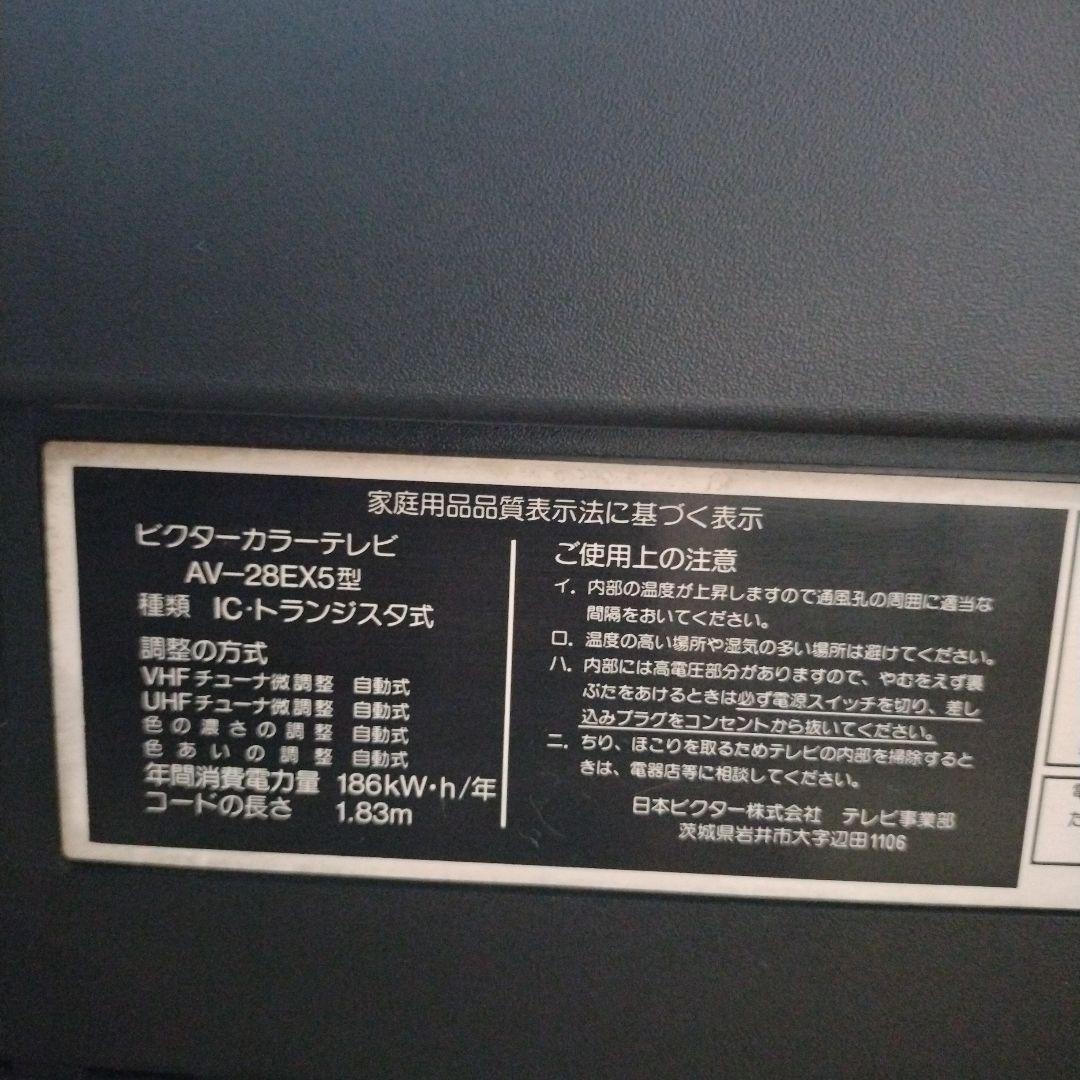 家庭用品品質表示法に基づく表示
ビクターカラーテレビ
AV-28EX5型
種類 IC・トランジスタ式
調整の方式
VHFチューナ微調整 自動式
UHFチューナ微調整 自動式
色の濃さの調整 自動式
色あいの調整 自動式
年間消費電力量 186kW・h/年
コードの長さ 1.83m
ご使用上の注意
イ. 内部の温度が上昇しますので通風孔の周囲に適当な
間隔をおいてください。
ロ. 温度の高い場所や湿気の多い場所は避けてください。
ハ. 内部には高電圧部分がありますので、やむをえず裏
ぶたをあけるときは必ず電源スイッチを切り、差し
込みプラグをコンセントから抜いてください。
ニ. ちり、ほこりを取るためテレビの内部を掃除すると
きは、電器店等に相談してください。
日本ビクター株式会社 テレビ事業部
茨城県岩井市大字辺田1106